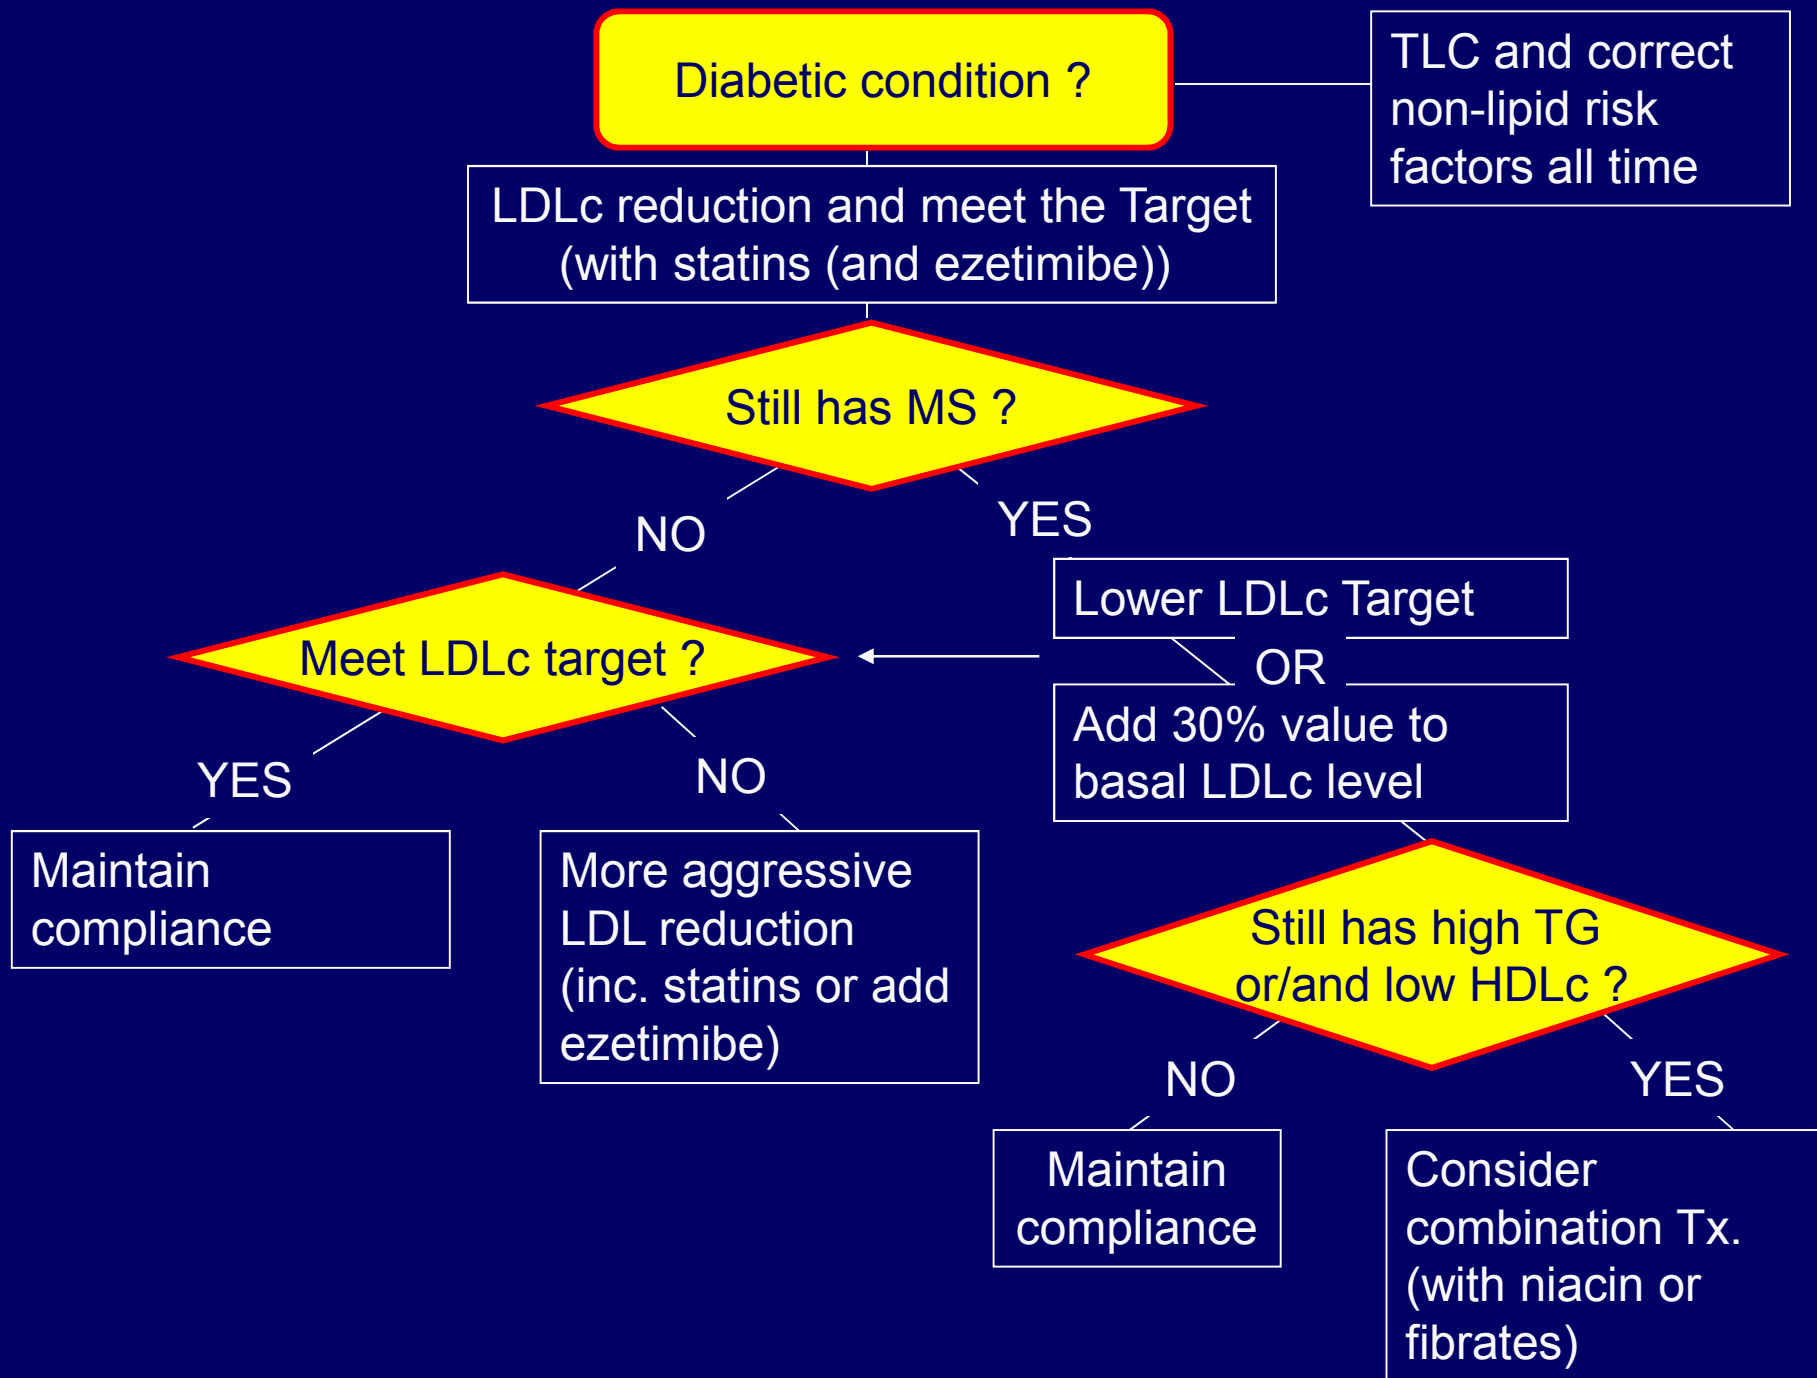 Diabetic condition ?
TLC and correct
non-lipid risk
factors all time
LDLc reduction and meet the Target
(with statins (and ezetimibe))
Still has MS ?
NO
YES
Meet LDLc target ?
Lower LDLc Target
OR
Add 30% value to
basal LDLc level
YES
NO
Maintain
compliance
More aggressive
LDL reduction
(inc. statins or add
ezetimibe)
Still has high TG
or/and low HDLc ?
NO
YES
Maintain
compliance
Consider
combination Tx.
(with niacin or
fibrates)